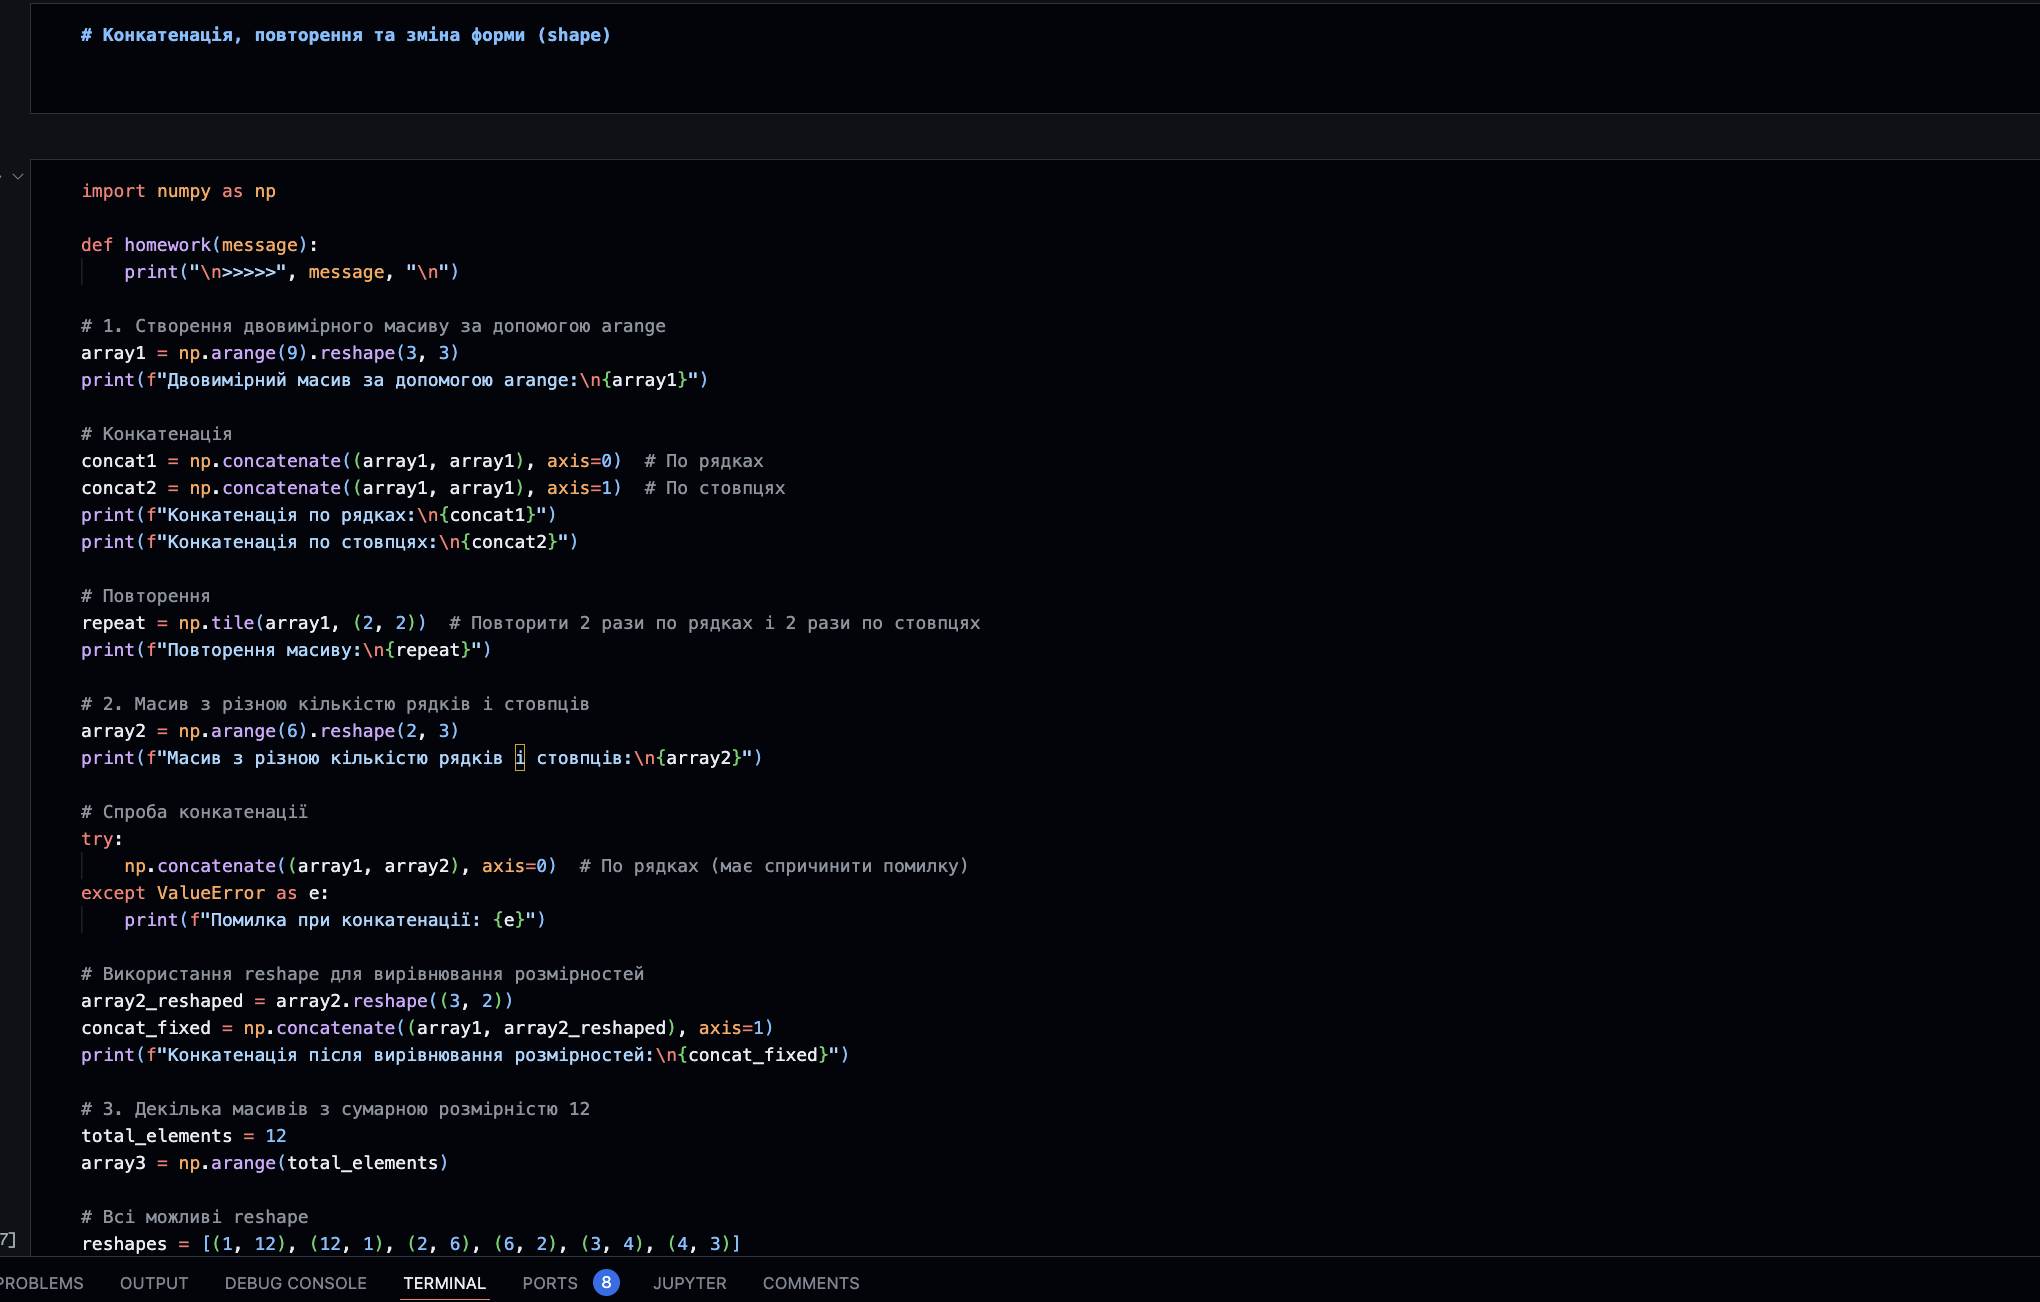 # Конкатенація, повторення та зміна форми (shape)
import numpy as np
def homework(message):
    print("\n>>>>>", message, "\n")
# 1. Створення двовимірного масиву за допомогою arange
array1 = np.arange(9).reshape(3, 3)
print(f"Двовимірний масив за допомогою arange:\n{array1}")
# Конкатенація
concat1 = np.concatenate((array1, array1), axis=0)  # По рядках
concat2 = np.concatenate((array1, array1), axis=1)  # По стовпцях
print(f"Конкатенація по рядках:\n{concat1}")
print(f"Конкатенація по стовпцях:\n{concat2}")
# Повторення
repeat = np.tile(array1, (2, 2))  # Повторити 2 рази по рядках і 2 рази по стовпцях
print(f"Повторення масиву:\n{repeat}")
# 2. Масив з різною кількістю рядків і стовпців
array2 = np.arange(6).reshape(2, 3)
print(f"Масив з різною кількістю рядків і стовпців:\n{array2}")
# Спроба конкатенації
try:
    np.concatenate((array1, array2), axis=0)  # По рядках (має спричинити помилку)
except ValueError as e:
    print(f"Помилка при конкатенації: {e}")
# Використання reshape для вирівнювання розмірностей
array2_reshaped = array2.reshape((3, 2))
concat_fixed = np.concatenate((array1, array2_reshaped), axis=1)
print(f"Конкатенація після вирівнювання розмірностей:\n{concat_fixed}")
# 3. Декілька масивів з сумарною розмірністю 12
total_elements = 12
array3 = np.arange(total_elements)
# Всі можливі reshape
reshapes = [(1, 12), (12, 1), (2, 6), (6, 2), (3, 4), (4, 3)]
7]
PROBLEMS OUTPUT DEBUG CONSOLE TERMINAL PORTS 8 JUPYTER COMMENTS